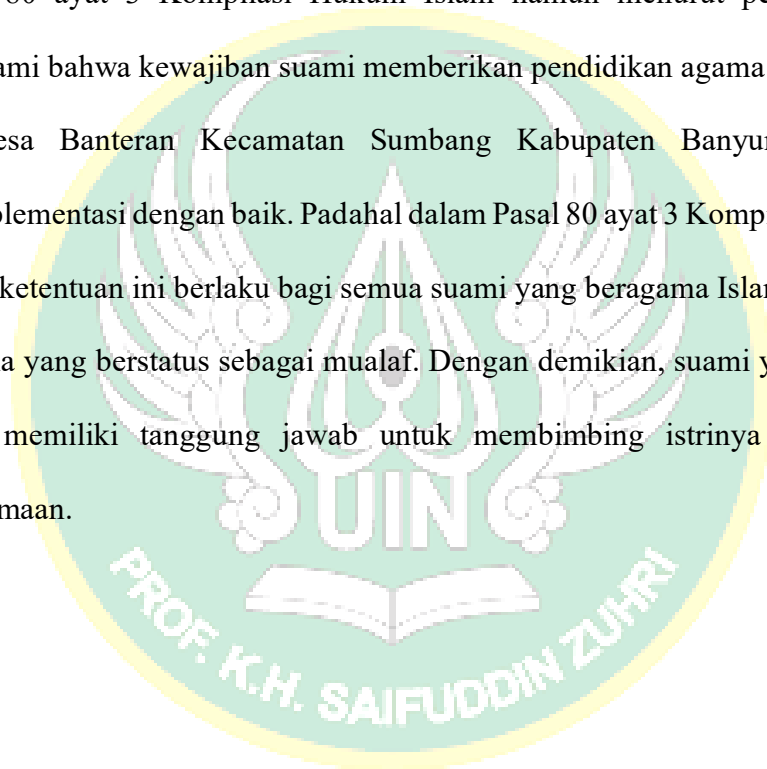 80 ayat 3 Kompilasi Hukum Islam namun menurut
ami bahwa kewajiban suami memberikan pendidikan agama
esa Banteran Kecamatan Sumbang Kabupaten Banyu
plementasi dengan baik. Padahal dalam Pasal 80 ayat 3 Komp
ketentuan ini berlaku bagi semua suami yang beragama Islam
a yang berstatus sebagai mualaf. Dengan demikian, suami y
memiliki tanggung jawab untuk membimbing istrinya
maan.
UIN
PROF. K.H. SAIFUDDIN ZUHRI